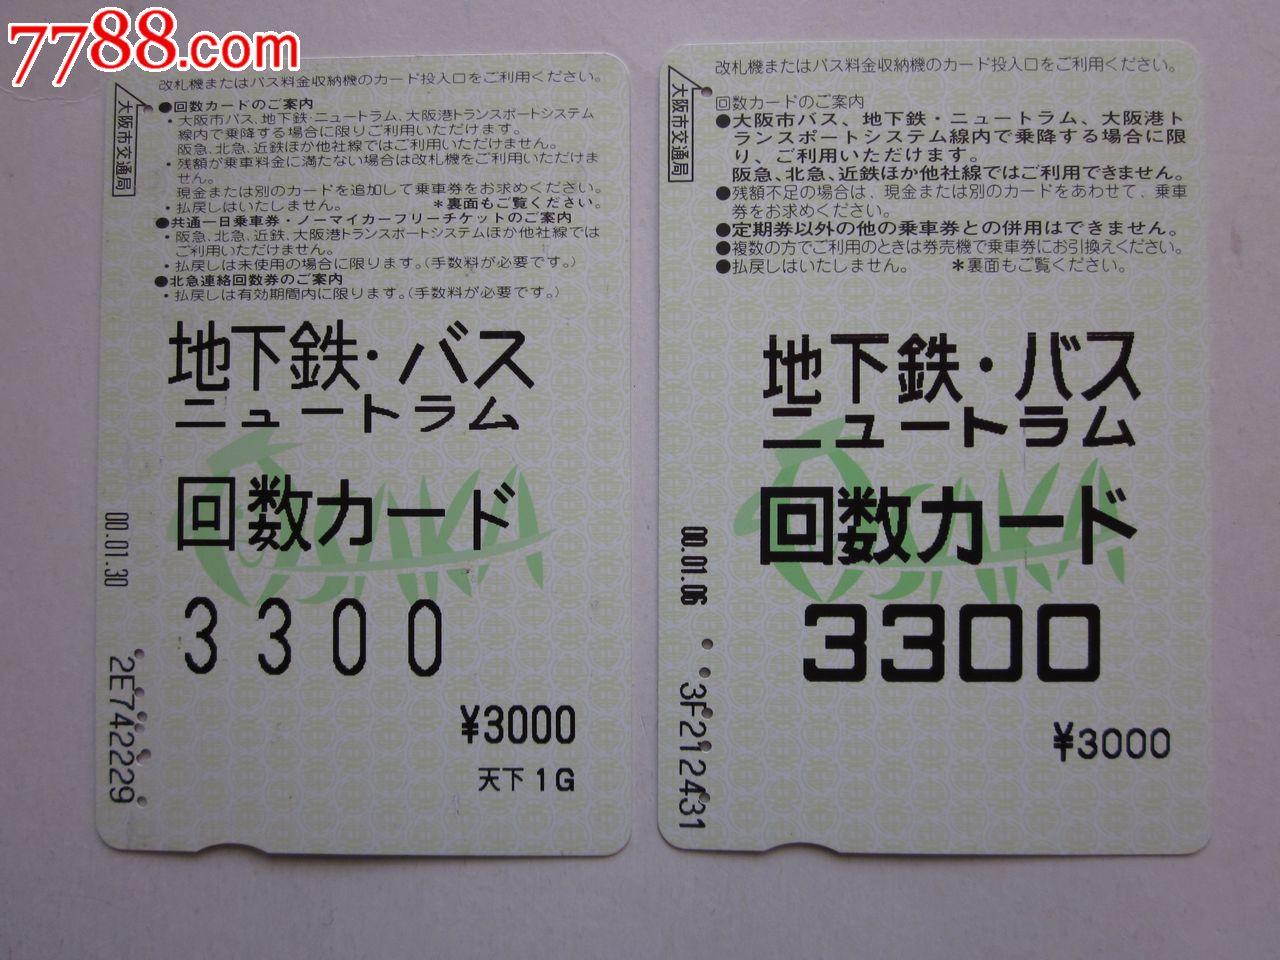 7788.com
改札機またはバス料金収納機のカード投入口をご利用ください。
大阪市交通局
●回数カードのご案内
・大阪市バス、地下鉄・ニュートラム、大阪港トランスポートシステム
線内で乗降する場合に限りご利用いただけます。
阪急、北急、近鉄ほか他社線ではご利用いただけません。
・残額が乗車料金に満たない場合は改札機をご利用いただけま
せん。
現金または別のカードを追加して乗車券をお求めください。
・払戻しはいたしません。 *裏面もご覧ください。
●共通一日乗車券・ノーマイカーフリーチケットのご案内
・阪急、北急、近鉄、大阪港トランスポートシステムほか他社線では
ご利用いただけません。
・払戻しは未使用の場合に限ります。(手数料が必要です。)
●北急連絡回数券のご案内
・払戻しは有効期間内に限ります。(手数料が必要です。)
地下鉄・バス
ニュートラム
OSAKA
回数カード
3300
¥3000
天下1G
00.01.30
2E742229
改札機またはバス料金収納機のカード投入口をご利用ください。
大阪市交通局
回数カードのご案内
●大阪市バス、地下鉄・ニュートラム、大阪港ト
ランスポートシステム線内で乗降する場合に限
り、ご利用いただけます。
阪急、北急、近鉄ほか他社線ではご利用できません。
●残額不足の場合は、現金または別のカードをあわせて、乗車
券をお求めください。
●定期券以外の他の乗車券との併用はできません。
●複数の方でご利用のときは券売機で乗車券にお引換えください。
●払戻しはいたしません。 *裏面もご覧ください。
地下鉄・バス
ニュートラム
OSAKA
回数カード
3300
¥3000
00.01.06
3F212431